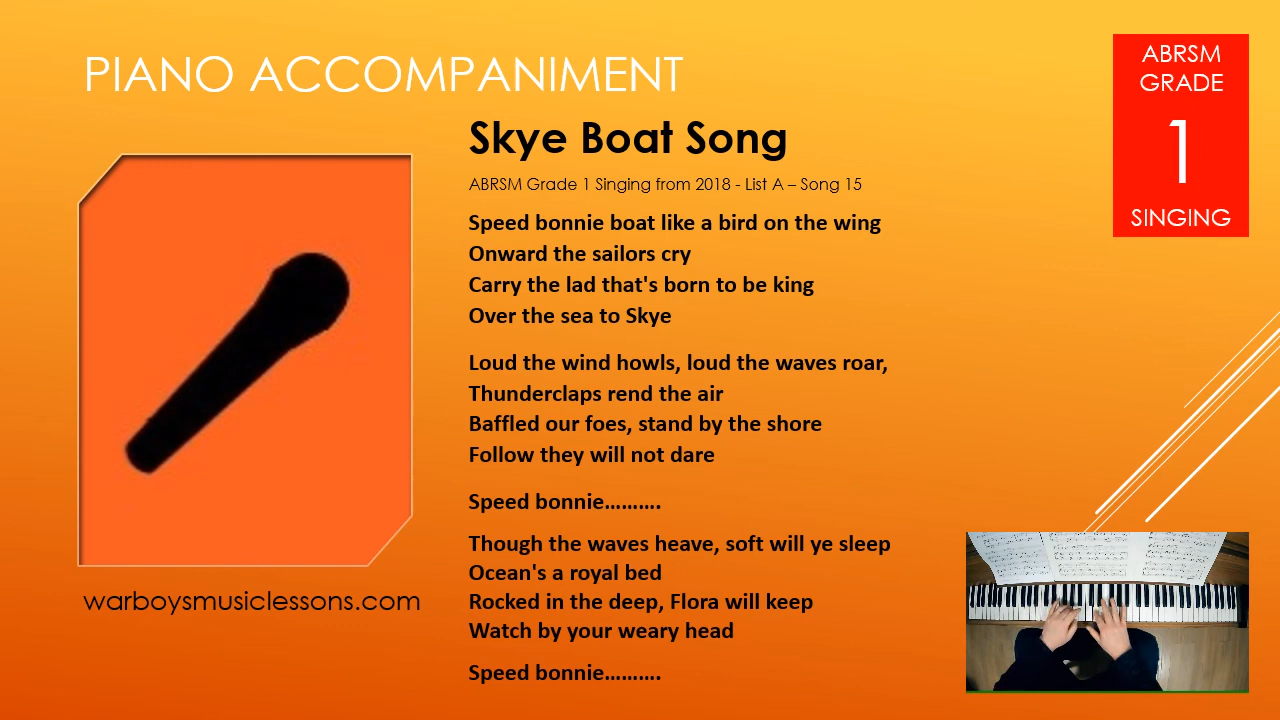 PIANO ACCOMPANIMENT
ABRSM
GRADE
1
SINGING
Skye Boat Song
ABRSM Grade 1 Singing from 2018 - List A – Song 15
Speed bonnie boat like a bird on the wing
Onward the sailors cry
Carry the lad that's born to be king
Over the sea to Skye
Loud the wind howls, loud the waves roar,
Thunderclaps rend the air
Baffled our foes, stand by the shore
Follow they will not dare
Speed bonnie……….
Though the waves heave, soft will ye sleep
Ocean's a royal bed
Rocked in the deep, Flora will keep
Watch by your weary head
Speed bonnie……….
warboysmusiclessons.com